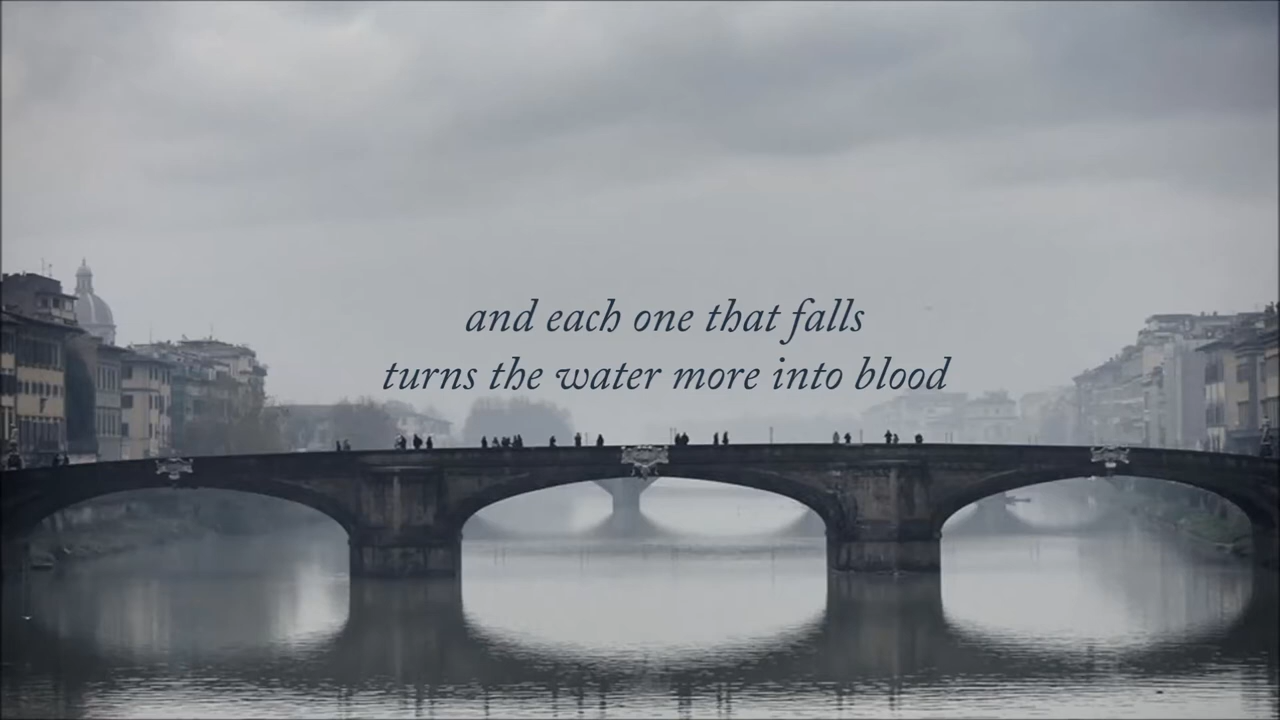 and each one that falls
turns the water more into blood